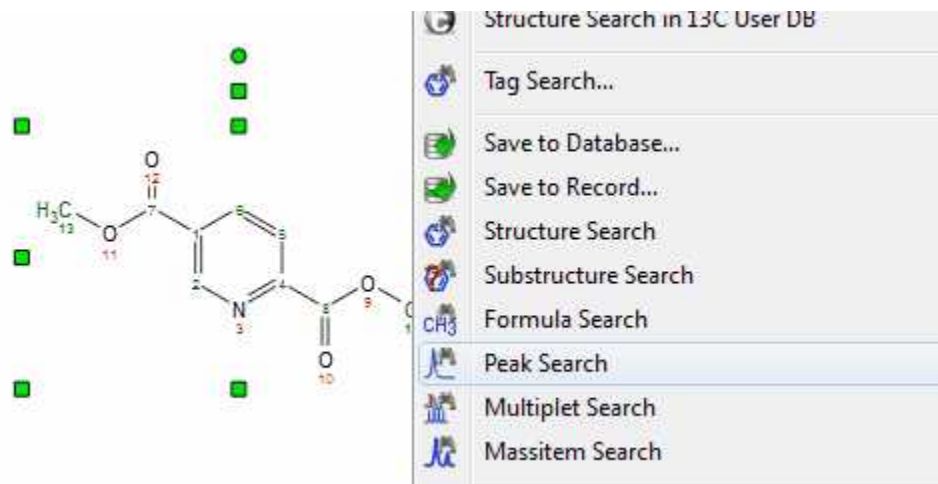 Structure Search in 13C User DB
Tag Search...
Save to Database...
Save to Record...
Structure Search
Substructure Search
CH3 Formula Search
Peak Search
Multiplet Search
Massitem Search
O
12
H3C
13
7
O
11
1
6
5
2
N
3
4
8
O
9
O
10